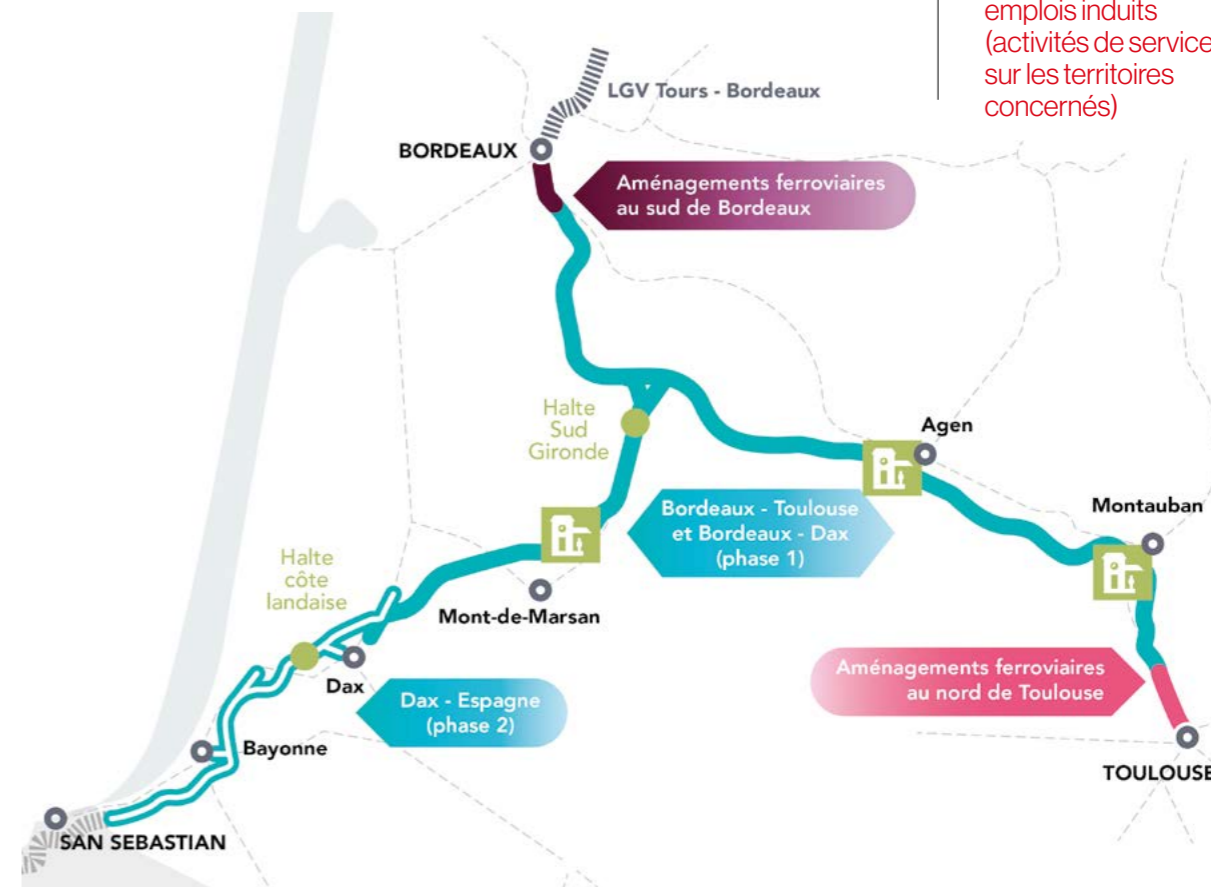 emplois induits
(activités de service
sur les territoires
concernés)
LGV Tours - Bordeaux
BORDEAUX
Aménagements ferroviaires
au sud de Bordeaux
Halte
Sud
Gironde
Agen
Bordeaux - Toulouse
et Bordeaux - Dax
(phase 1)
Montauban
Halte
côte
landaise
Mont-de-Marsan
Aménagements ferroviaires
au nord de Toulouse
Dax
Dax - Espagne
(phase 2)
Bayonne
TOULOUSE
SAN SEBASTIAN